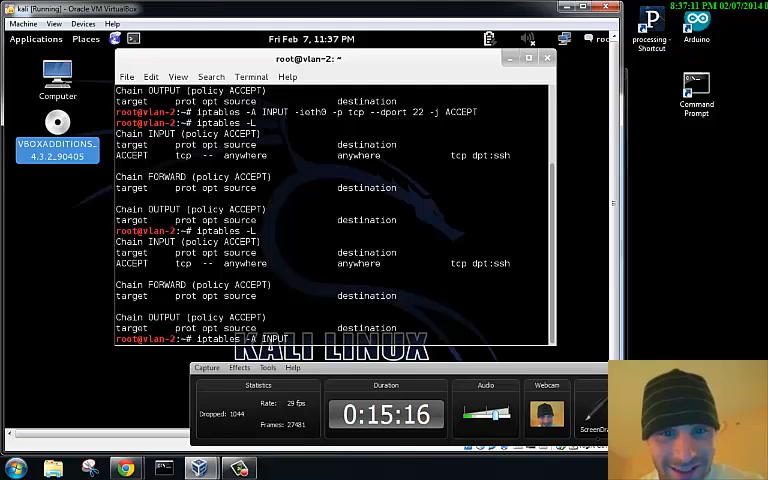 kali [Running] - Oracle VM VirtualBox
8:37:11 PM 02/07/2014
Machine View Devices Help
Applications Places
Fri Feb 7, 11:37 PM
roo
root@vlan-2: ~
File Edit View Search Terminal Help
Chain OUTPUT (policy ACCEPT)
target prot opt source destination
root@vlan-2:~# iptables -A INPUT -ieth0 -p tcp --dport 22 -j ACCEPT
root@vlan-2:~# iptables -L
Chain INPUT (policy ACCEPT)
target prot opt source destination
ACCEPT tcp -- anywhere anywhere tcp dpt:ssh
Chain FORWARD (policy ACCEPT)
target prot opt source destination
Chain OUTPUT (policy ACCEPT)
target prot opt source destination
root@vlan-2:~# iptables -L
Chain INPUT (policy ACCEPT)
target prot opt source destination
ACCEPT tcp -- anywhere anywhere tcp dpt:ssh
Chain FORWARD (policy ACCEPT)
target prot opt source destination
Chain OUTPUT (policy ACCEPT)
target prot opt source destination
root@vlan-2:~# iptables -A INPUT
Computer
VBOXADDITIONS_
4.3.2_90405
processing -
Shortcut
Arduino
Command
Prompt
KALI LINUX
Capture Effects Tools Help
Statistics
Duration
Audio
Webcam
Dropped: 1044
Rate: 29 fps
Frames: 27481
0:15:16
ScreenDra